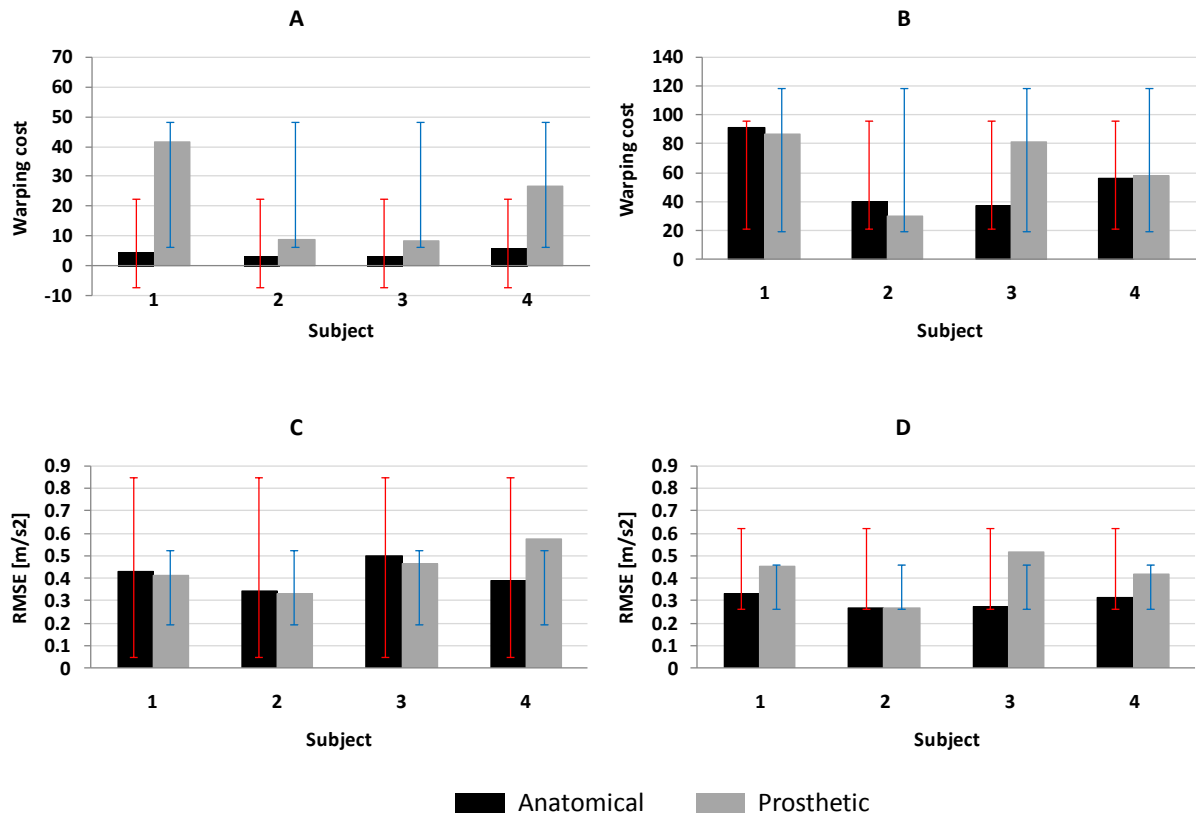 A
Warping cost
70
60
50
40
30
20
10
0
-10
1 2 3 4
Subject
B
Warping cost
140
120
100
80
60
40
20
0
1 2 3 4
Subject
C
RMSE [m/s2]
0.9
0.8
0.7
0.6
0.5
0.4
0.3
0.2
0.1
0
1 2 3 4
Subject
D
RMSE [m/s2]
0.9
0.8
0.7
0.6
0.5
0.4
0.3
0.2
0.1
0
1 2 3 4
Subject
Anatomical Prosthetic